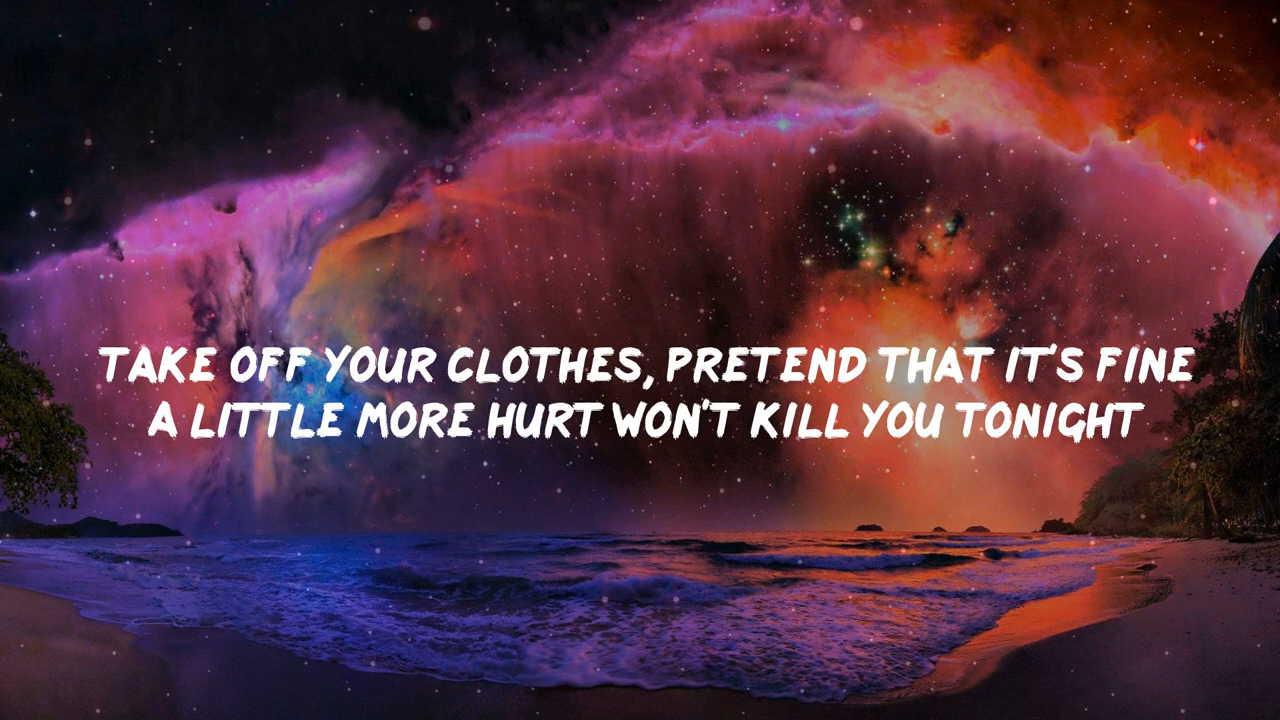 TAKE OFF YOUR CLOTHES, PRETEND THAT IT'S FINE
A LITTLE MORE HURT WON'T KILL YOU TONIGHT